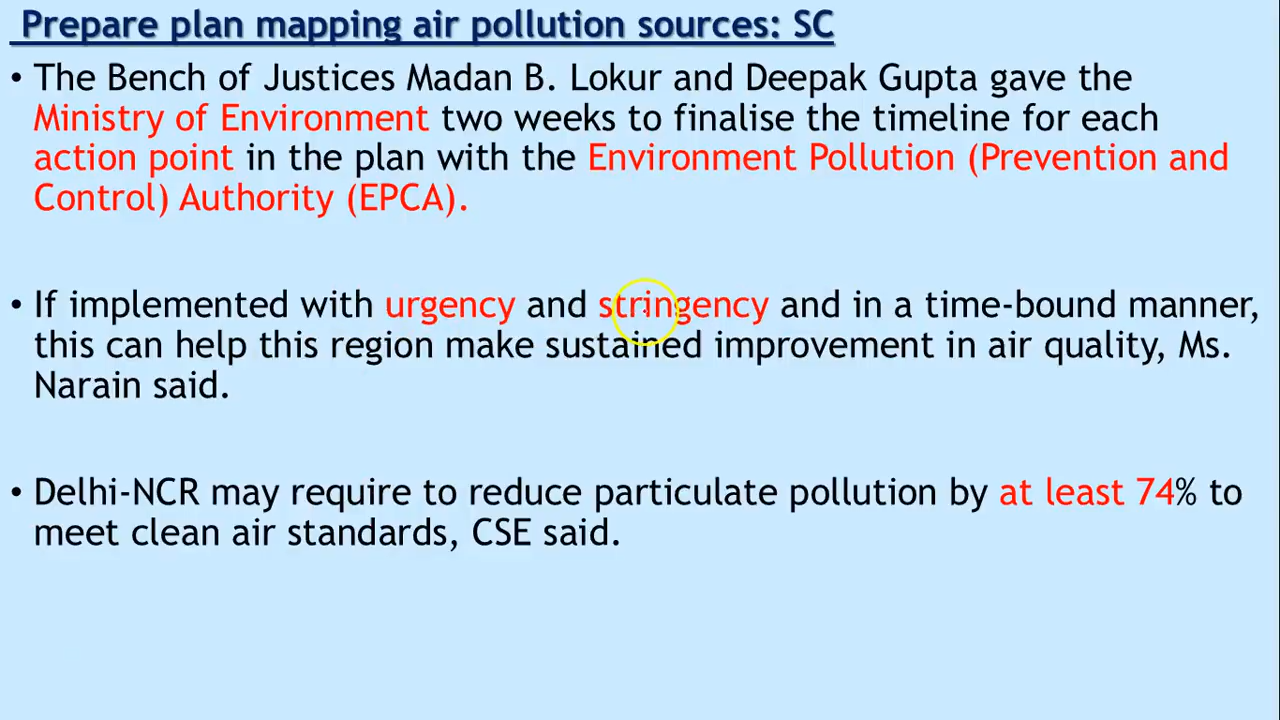 Prepare plan mapping air pollution sources: SC
• The Bench of Justices Madan B. Lokur and Deepak Gupta gave the
Ministry of Environment two weeks to finalise the timeline for each
action point in the plan with the Environment Pollution (Prevention and
Control) Authority (EPCA).
• If implemented with urgency and stringency and in a time-bound manner,
this can help this region make sustained improvement in air quality, Ms.
Narain said.
• Delhi-NCR may require to reduce particulate pollution by at least 74% to
meet clean air standards, CSE said.